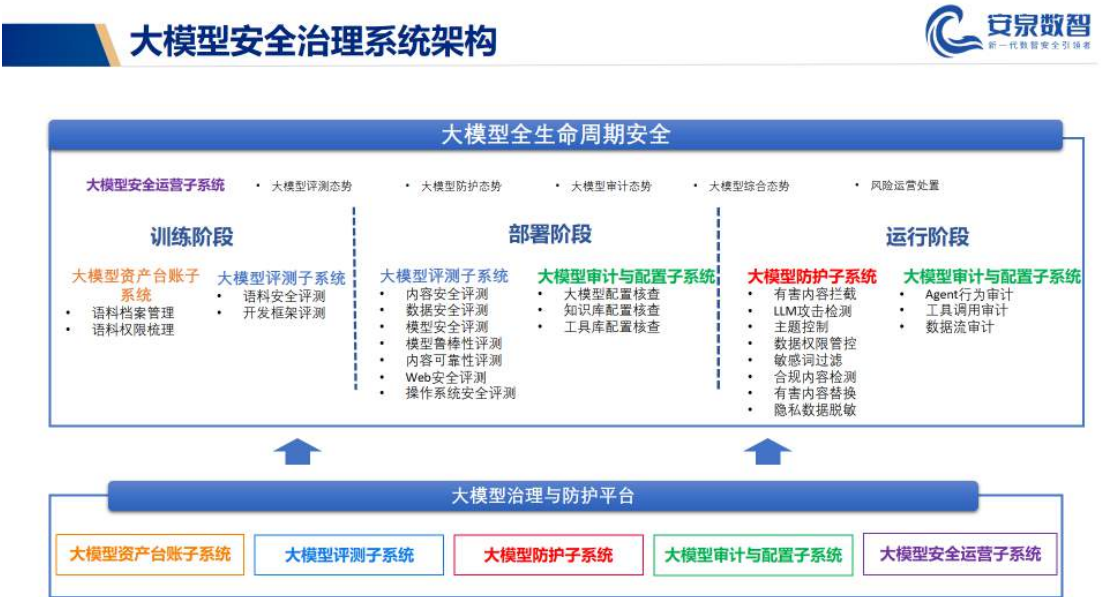 大模型安全治理系统架构
安泉数智
新一代数智安全引领者
大模型全生命周期安全
大模型安全运营子系统
• 大模型评测态势
• 大模型防护态势
• 大模型审计态势
• 大模型综合态势
• 风险运营处置
训练阶段
大模型资产台账子
系统
• 语料档案管理
• 语料权限梳理
大模型评测子系统
• 语料安全评测
• 开发框架评测
部署阶段
大模型评测子系统
• 内容安全评测
• 数据安全评测
• 模型安全评测
• 模型鲁棒性评测
• 内容可靠性评测
• Web安全评测
• 操作系统安全评测
大模型审计与配置子系统
• 大模型配置核查
• 知识库配置核查
• 工具库配置核查
运行阶段
大模型防护子系统
• 有害内容拦截
• LLM攻击检测
• 主题控制
• 数据权限管控
• 敏感词过滤
• 合规内容检测
• 有害内容替换
• 隐私数据脱敏
大模型审计与配置子系统
• Agent行为审计
• 工具调用审计
• 数据流审计
大模型治理与防护平台
大模型资产台账子系统
大模型评测子系统
大模型防护子系统
大模型审计与配置子系统
大模型安全运营子系统